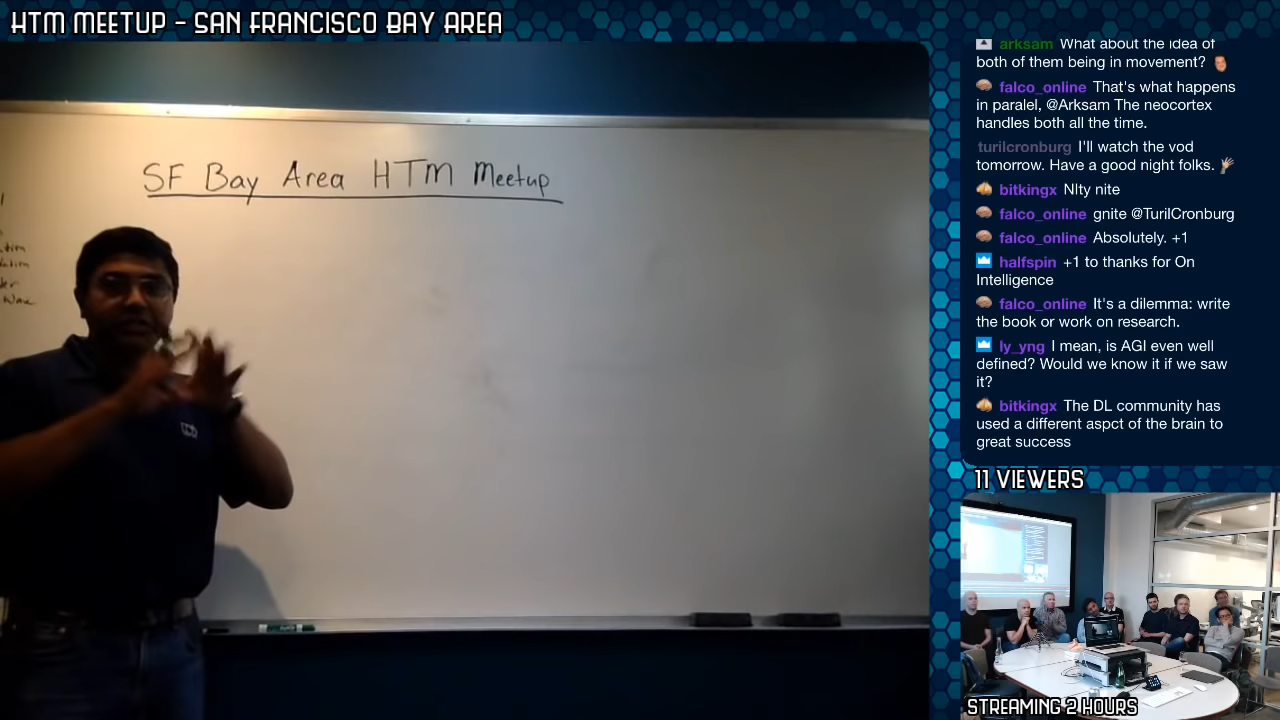 HTM MEETUP - SAN FRANCISCO BAY AREA
SF Bay Area HTM Meetup
arksam What about the idea of
both of them being in movement?
falco_online That's what happens
in paralel, @Arksam The neocortex
handles both all the time.
turilcronburg I'll watch the vod
tomorrow. Have a good night folks.
bitkingx NIty nite
falco_online gnite @TurilCronburg
falco_online Absolutely. +1
halfspin +1 to thanks for On
Intelligence
falco_online It's a dilemma: write
the book or work on research.
ly_yng I mean, is AGI even well
defined? Would we know it if we saw
it?
bitkingx The DL community has
used a different aspct of the brain to
great success
11 VIEWERS
STREAMING 2 HOURS